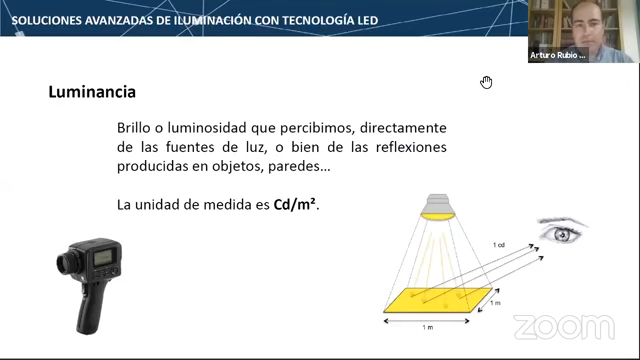 SOLUCIONES AVANZADAS DE ILUMINACIÓN CON TECNOLOGÍA LED
Arturo Rubio ...
Luminancia
Brillo o luminosidad que percibimos, directamente
de las fuentes de luz, o bien de las reflexiones
producidas en objetos, paredes...
La unidad de medida es Cd/m².
1 cd
1 m
1 m
zoom